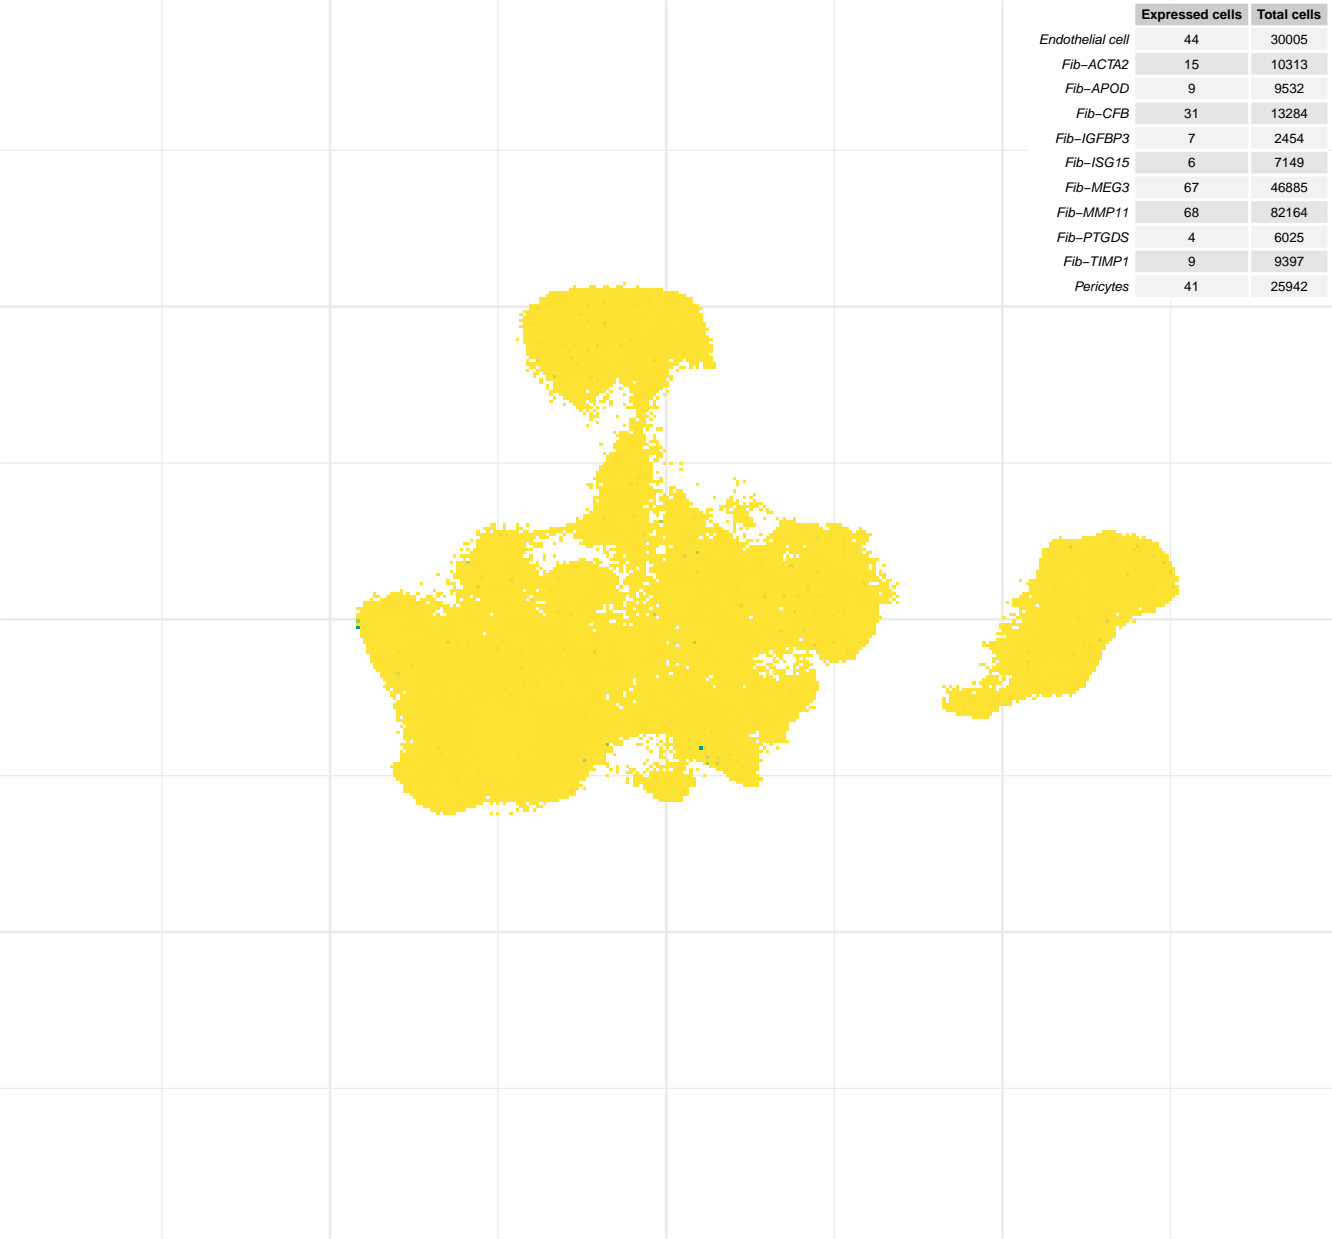 Expressed cells Total cells
Endothelial cell 44 30005
Fib−ACTA2 15 10313
Fib−APOD 9 9532
Fib−CFB 31 13284
Fib−IGFBP3 7 2454
Fib−ISG15 6 7149
Fib−MEG3 67 46885
Fib−MMP11 68 82164
Fib−PTGDS 4 6025
Fib−TIMP1 9 9397
Pericytes 41 25942